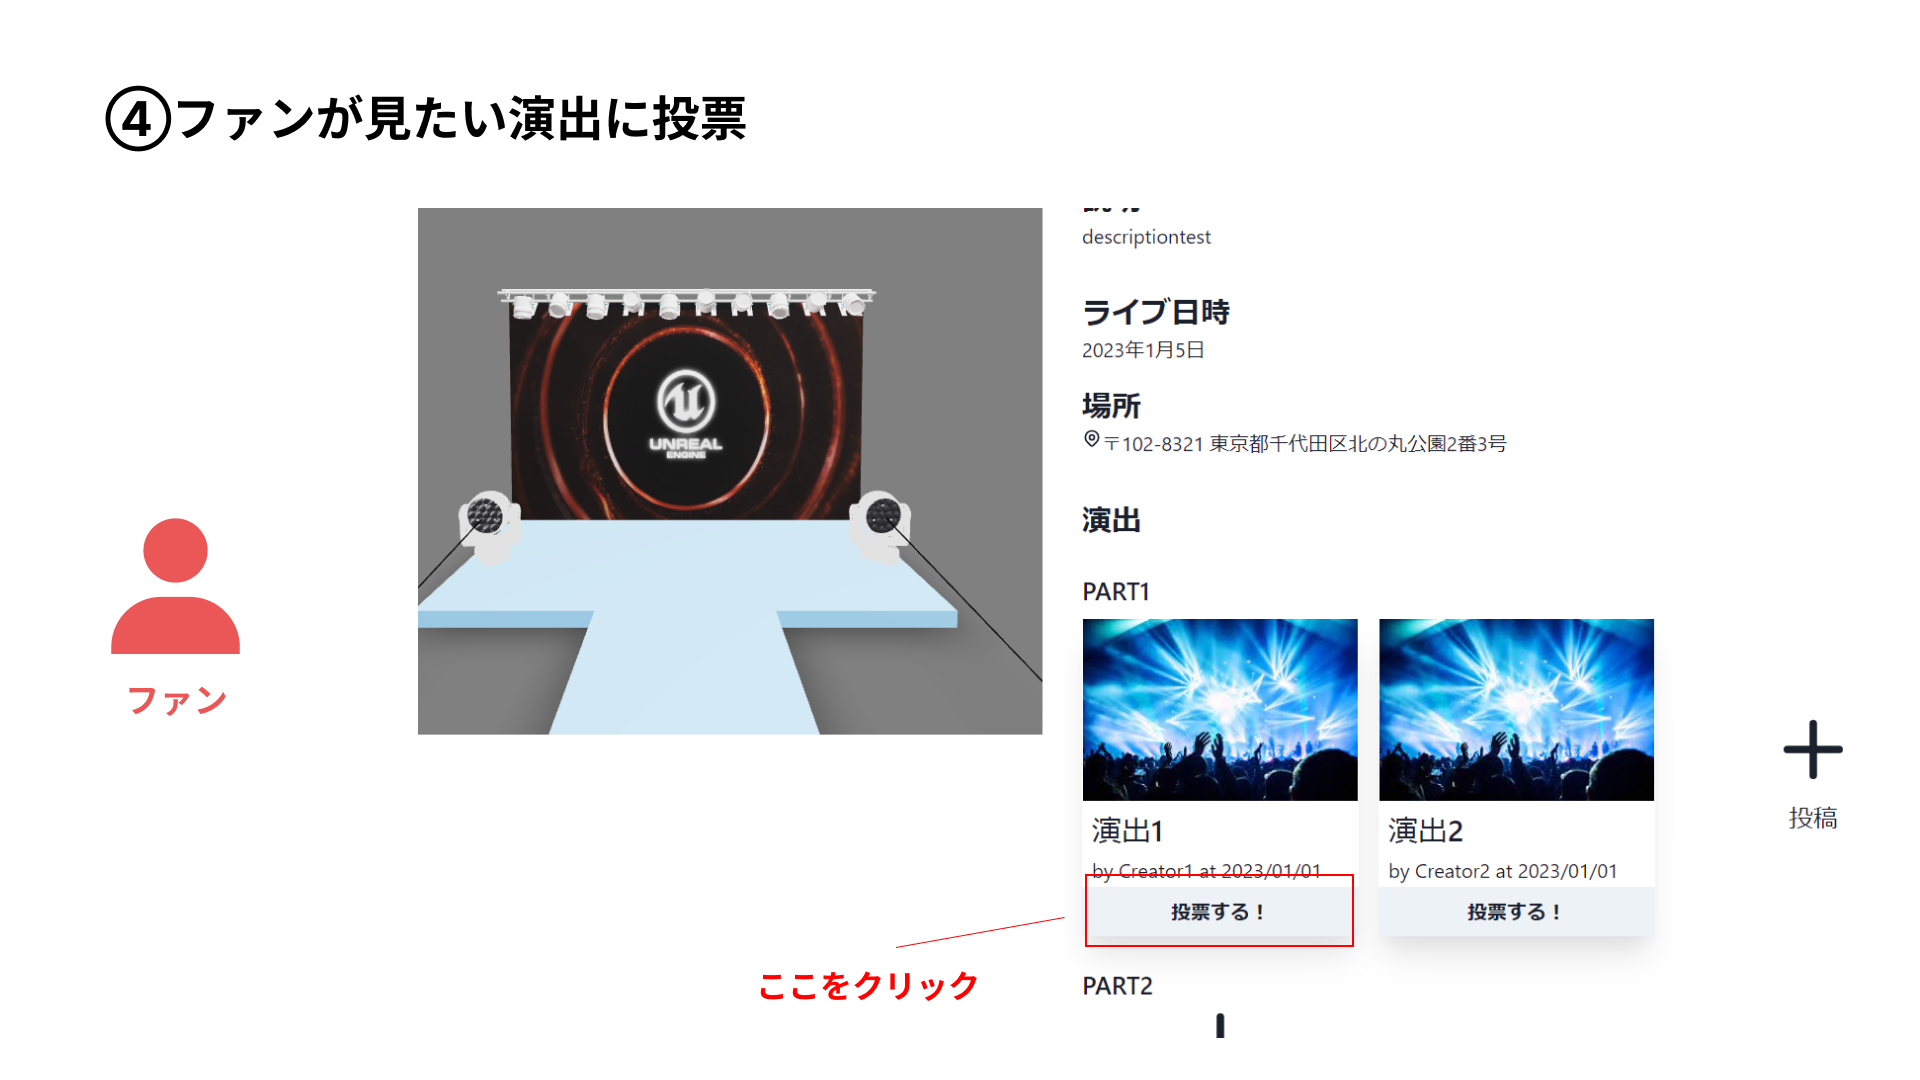 ④ファンが見たい演出に投票
ファン
UNREAL
ENGINE
descriptiontest
ライブ日時
2023年1月5日
場所
〒102-8321 東京都千代田区北の丸公園2番3号
演出
PART1
演出1
by Creator1 at 2023/01/01
投票する！
演出2
by Creator2 at 2023/01/01
投票する！
投稿
ここをクリック
PART2